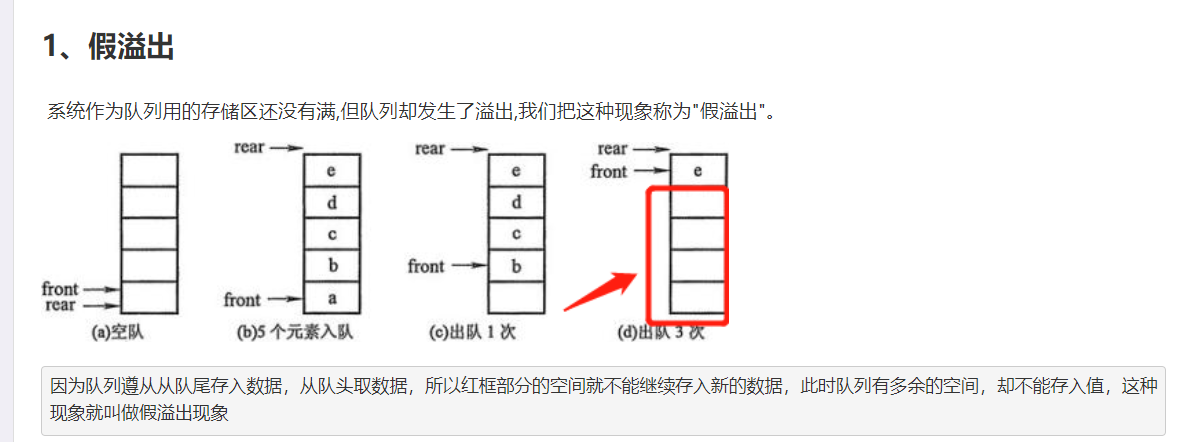 1、假溢出
系统作为队列用的存储区还没有满,但队列却发生了溢出,我们把这种现象称为"假溢出"。
rear
e
d
c
b
a
front
rear
front
(a)空队
(b)5 个元素入队
rear
e
d
c
b
front
(c)出队 1 次
rear
front
e
(d)出队 3 次
因为队列遵从从队尾存入数据，从队头取数据，所以红框部分的空间就不能继续存入新的数据，此时队列有多余的空间，却不能存入值，这种
现象就叫做假溢出现象